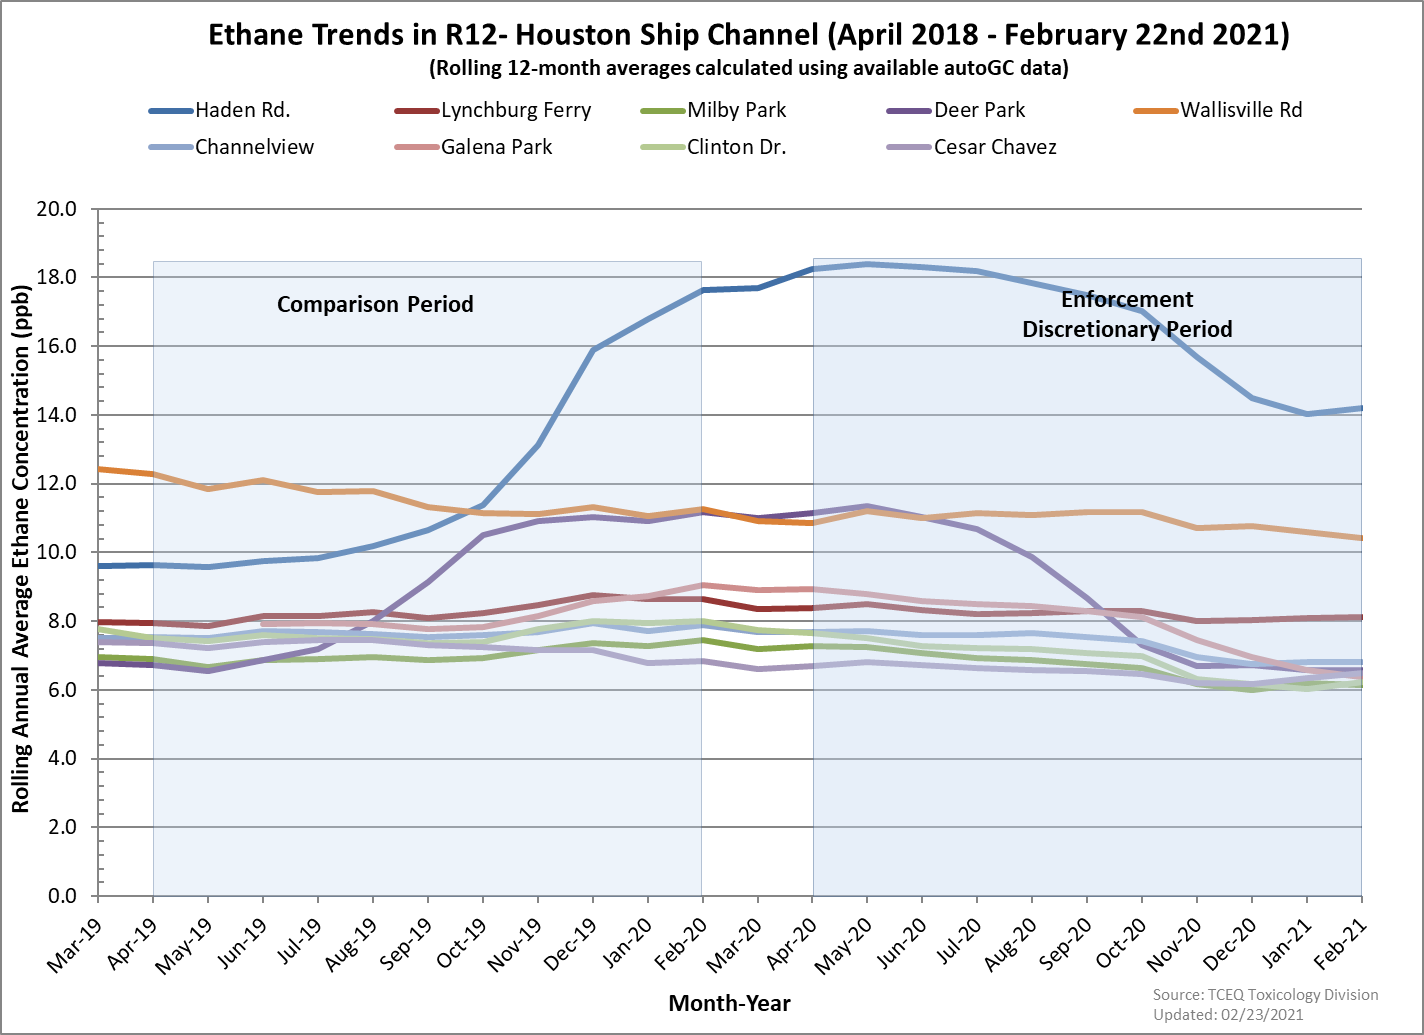 Ethane Trends in R12- Houston Ship Channel (April 2018 - February 22nd 2021)
(Rolling 12-month averages calculated using available autoGC data)
Haden Rd.
Lynchburg Ferry
Milby Park
Deer Park
Wallisville Rd
Channelview
Galena Park
Clinton Dr.
Cesar Chavez
Rolling Annual Average Ethane Concentration (ppb)
20.0
18.0
16.0
14.0
12.0
10.0
8.0
6.0
4.0
2.0
0.0
Comparison Period
Enforcement
Discretionary Period
Mar-19
Apr-19
May-19
Jun-19
Jul-19
Aug-19
Sep-19
Oct-19
Nov-19
Dec-19
Jan-20
Feb-20
Mar-20
Apr-20
May-20
Jun-20
Jul-20
Aug-20
Sep-20
Oct-20
Nov-20
Dec-20
Jan-21
Feb-21
Month-Year
Source: TCEQ Toxicology Division
Updated: 02/23/2021